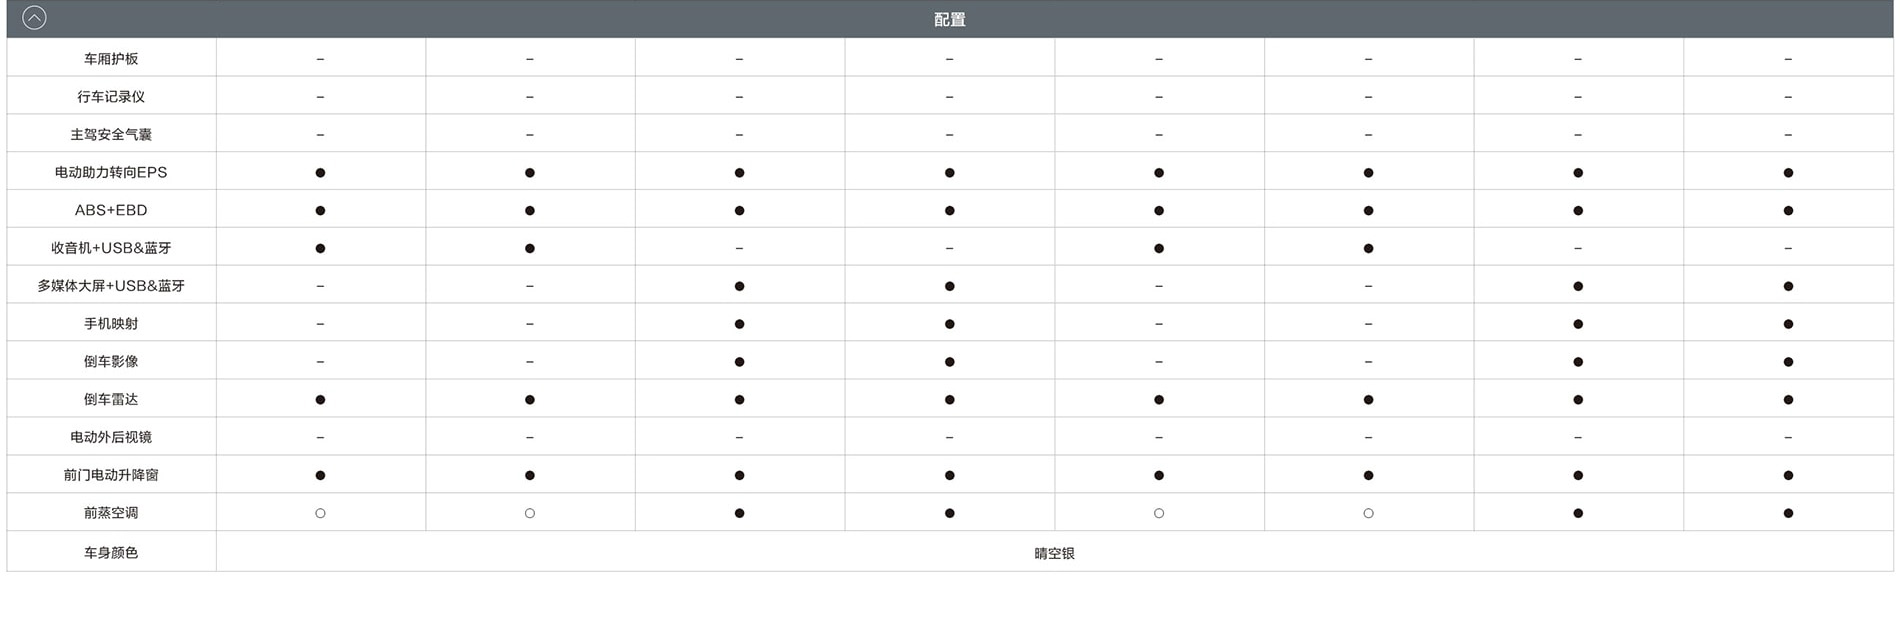 配置
车厢护板 – – – – – – – –
行车记录仪 – – – – – – – –
主驾安全气囊 – – – – – – – –
电动助力转向EPS ● ● ● ● ● ● ● ●
ABS+EBD ● ● ● ● ● ● ● ●
收音机+USB&蓝牙 ● ● – – ● ● – –
多媒体大屏+USB&蓝牙 – – ● ● – – ● ●
手机映射 – – ● ● – – ● ●
倒车影像 – – ● ● – – ● ●
倒车雷达 ● ● ● ● ● ● ● ●
电动外后视镜 – – – – – – – –
前门电动升降窗 ● ● ● ● ● ● ● ●
前蒸空调 ○ ○ ● ● ○ ○ ● ●
车身颜色 晴空银